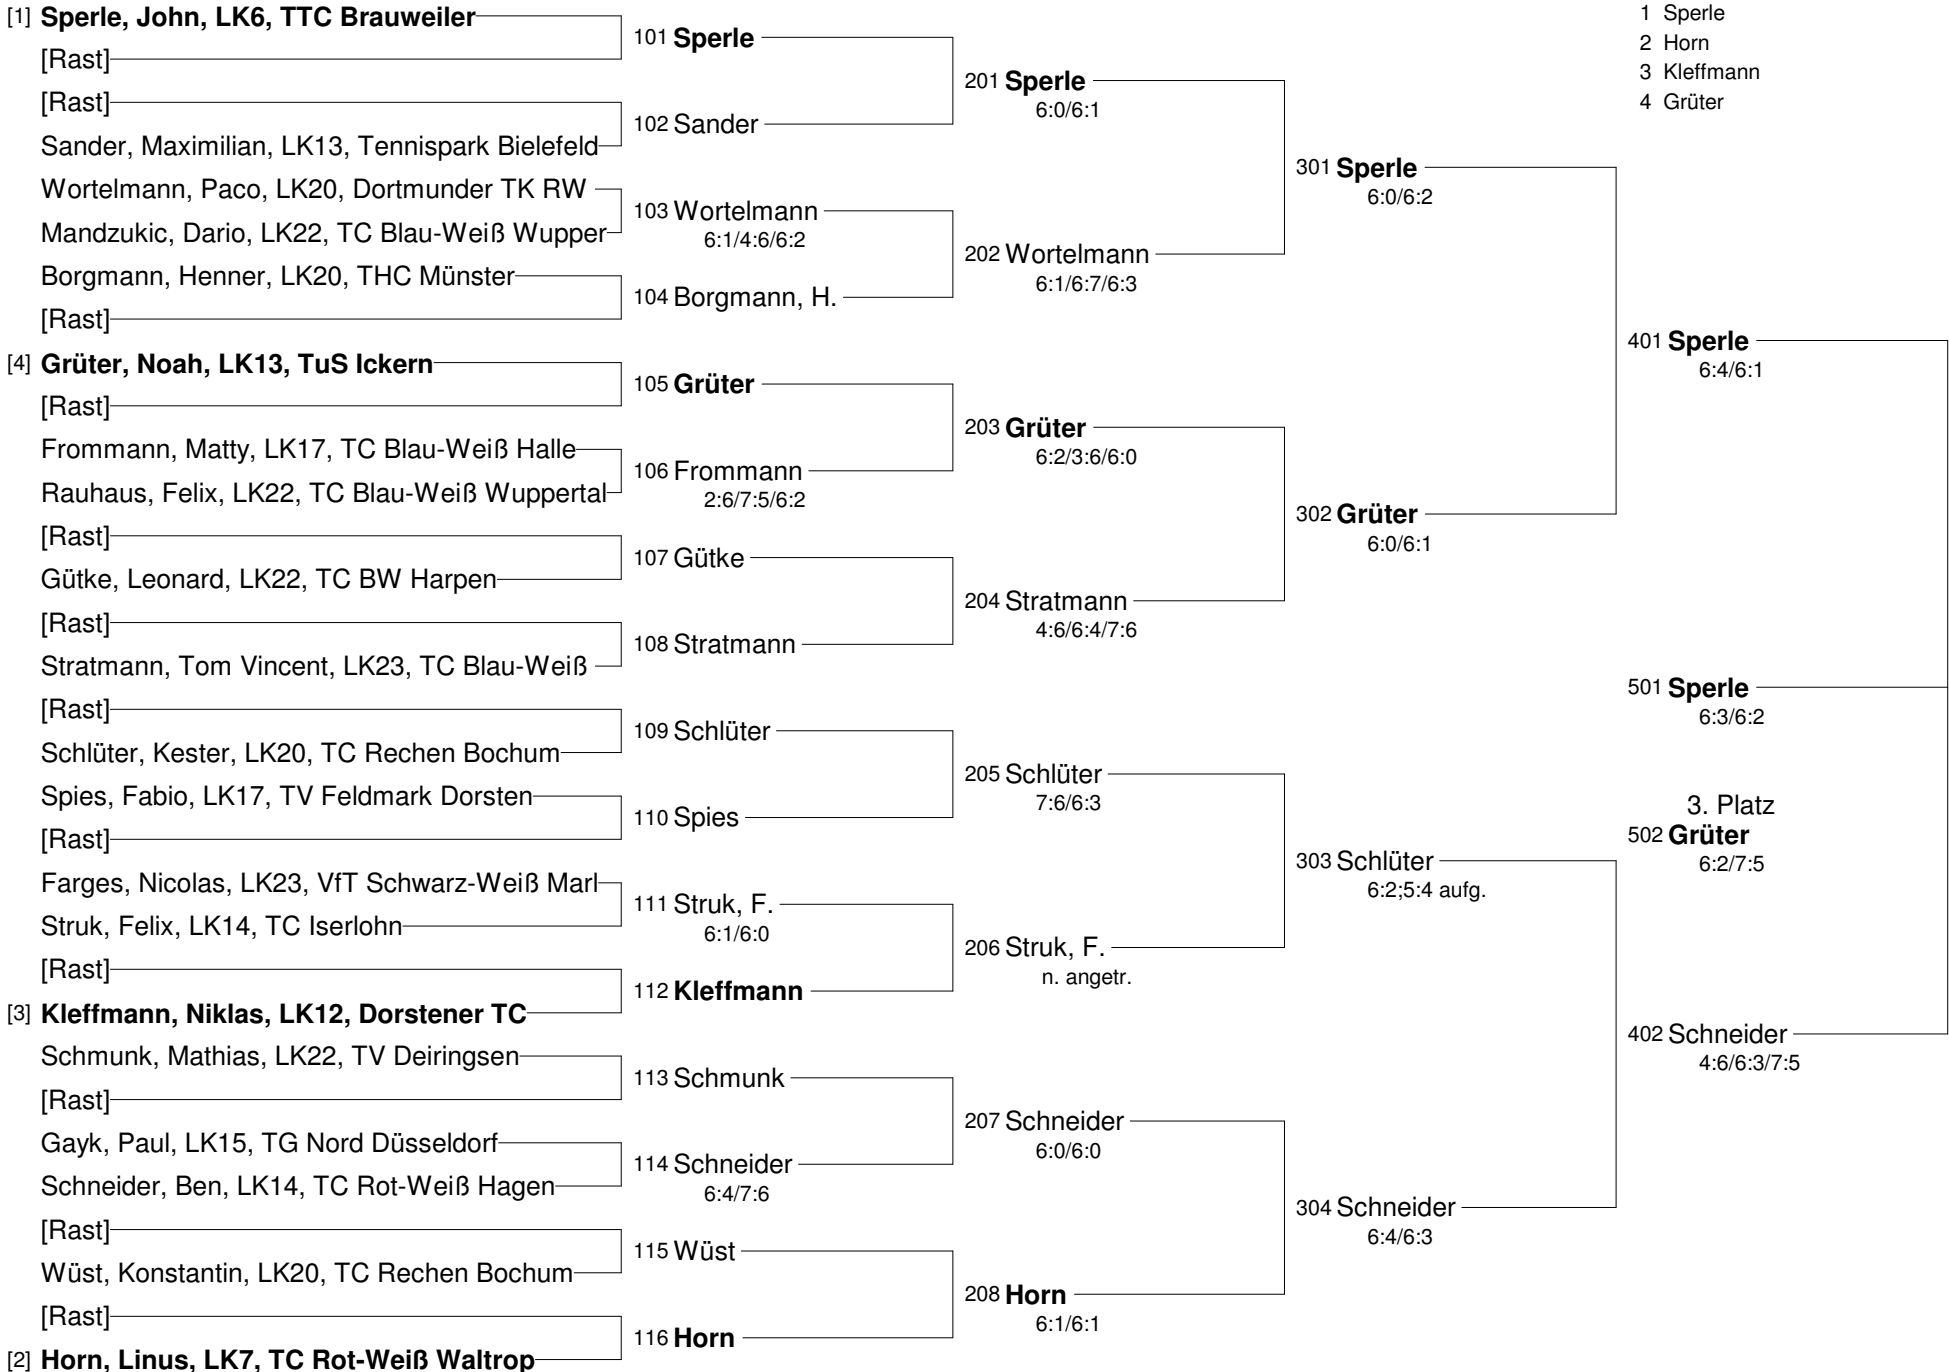 [1] Sperle, John, LK6, TTC Brauweiler
[Rast]
[Rast]
Sander, Maximilian, LK13, Tennispark Bielefeld
Wortelmann, Paco, LK20, Dortmunder TK RW
Mandzukic, Dario, LK22, TC Blau-Weiß Wupper
Borgmann, Henner, LK20, THC Münster
[Rast]
[4] Grüter, Noah, LK13, TuS Ickern
[Rast]
Frommann, Matty, LK17, TC Blau-Weiß Halle
Rauhaus, Felix, LK22, TC Blau-Weiß Wuppertal
[Rast]
Gütke, Leonard, LK22, TC BW Harpen
[Rast]
Stratmann, Tom Vincent, LK23, TC Blau-Weiß
[Rast]
Schlüter, Kester, LK20, TC Rechen Bochum
Spies, Fabio, LK17, TV Feldmark Dorsten
[Rast]
Farges, Nicolas, LK23, VfT Schwarz-Weiß Marl
Struk, Felix, LK14, TC Iserlohn
[Rast]
[3] Kleffmann, Niklas, LK12, Dorstener TC
Schmunk, Mathias, LK22, TV Deiringsen
[Rast]
Gayk, Paul, LK15, TG Nord Düsseldorf
Schneider, Ben, LK14, TC Rot-Weiß Hagen
[Rast]
Wüst, Konstantin, LK20, TC Rechen Bochum
[Rast]
[2] Horn, Linus, LK7, TC Rot-Weiß Waltrop
101 Sperle
102 Sander
103 Wortelmann
6:1/4:6/6:2
104 Borgmann, H.
105 Grüter
106 Frommann
2:6/7:5/6:2
107 Gütke
108 Stratmann
109 Schlüter
110 Spies
111 Struk, F.
6:1/6:0
112 Kleffmann
113 Schmunk
114 Schneider
6:4/7:6
115 Wüst
116 Horn
201 Sperle
6:0/6:1
202 Wortelmann
6:1/6:7/6:3
203 Grüter
6:2/3:6/6:0
204 Stratmann
4:6/6:4/7:6
205 Schlüter
7:6/6:3
206 Struk, F.
n. angetr.
207 Schneider
6:0/6:0
208 Horn
6:1/6:1
301 Sperle
6:0/6:2
302 Grüter
6:0/6:1
303 Schlüter
6:2;5:4 aufg.
304 Schneider
6:4/6:3
1 Sperle
2 Horn
3 Kleffmann
4 Grüter
401 Sperle
6:4/6:1
501 Sperle
6:3/6:2
3. Platz
502 Grüter
6:2/7:5
402 Schneider
4:6/6:3/7:5